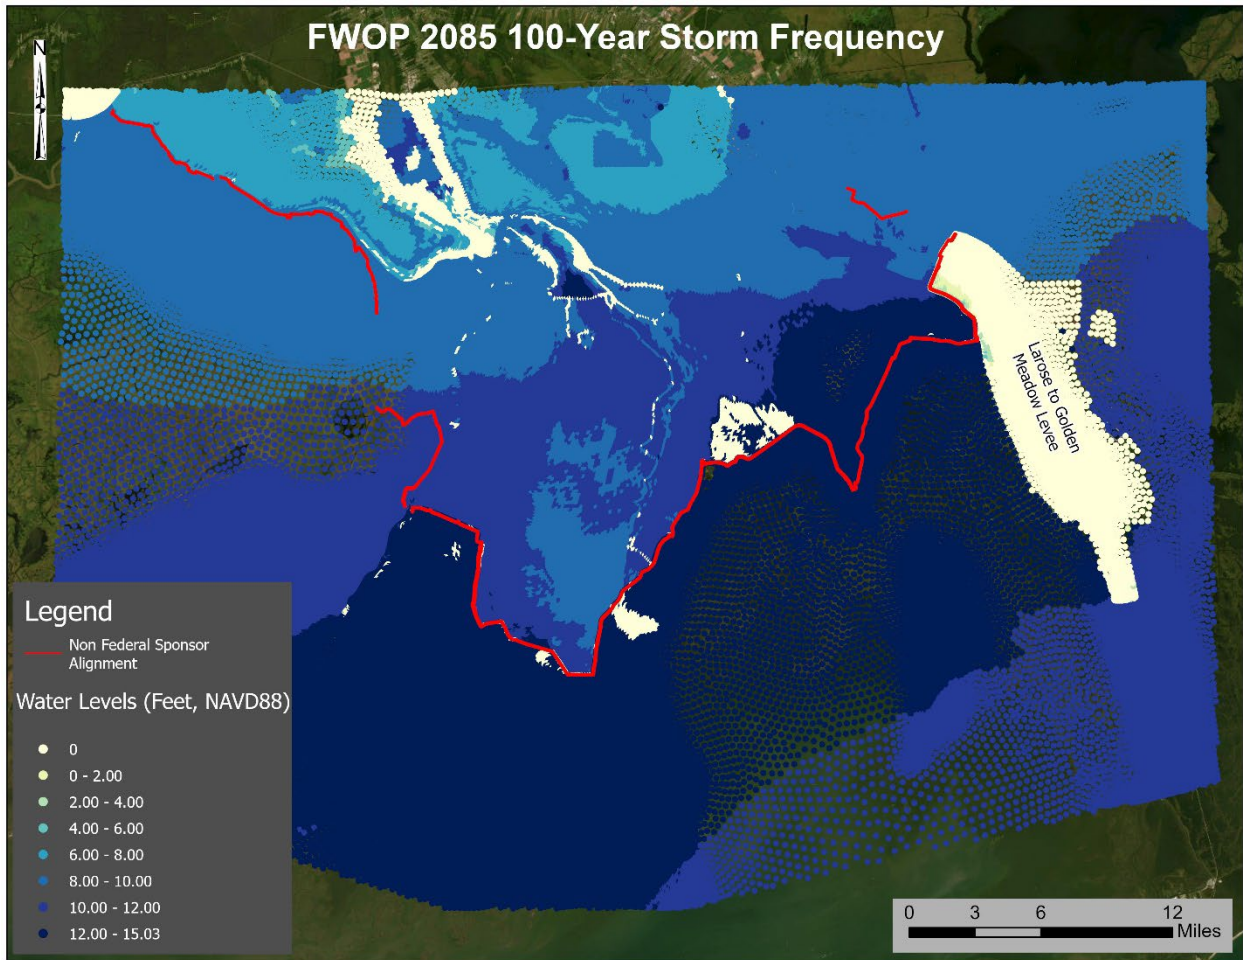 FWOP 2085 100-Year Storm Frequency
N
Larose to Golden
Meadow Levee
Legend
Non Federal Sponsor
Alignment
Water Levels (Feet, NAVD88)
0
0 - 2.00
2.00 - 4.00
4.00 - 6.00
6.00 - 8.00
8.00 - 10.00
10.00 - 12.00
12.00 - 15.03
0 3 6 12
Miles